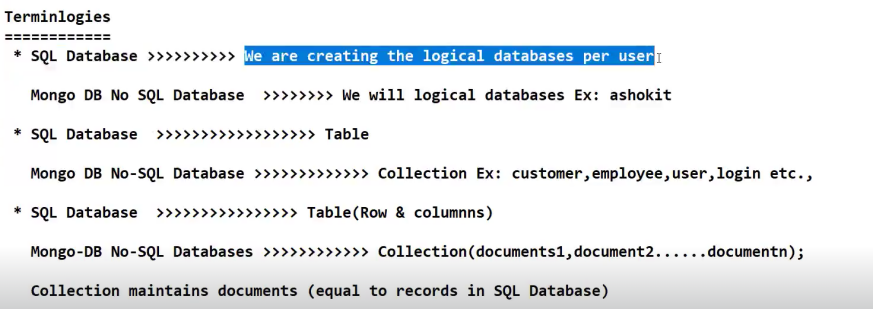 Terminlogies
============
* SQL Database >>>>>>>>>> We are creating the logical databases per user
Mongo DB No SQL Database >>>>>>>> We will logical databases Ex: ashokit
* SQL Database >>>>>>>>>>>>>>>>>> Table
Mongo DB No-SQL Database >>>>>>>>>>>>> Collection Ex: customer,employee,user,login etc.,
* SQL Database >>>>>>>>>>>>>>>> Table(Row & columnns)
Mongo-DB No-SQL Databases >>>>>>>>>>>> Collection(documents1,document2......documentn);
Collection maintains documents (equal to records in SQL Database)